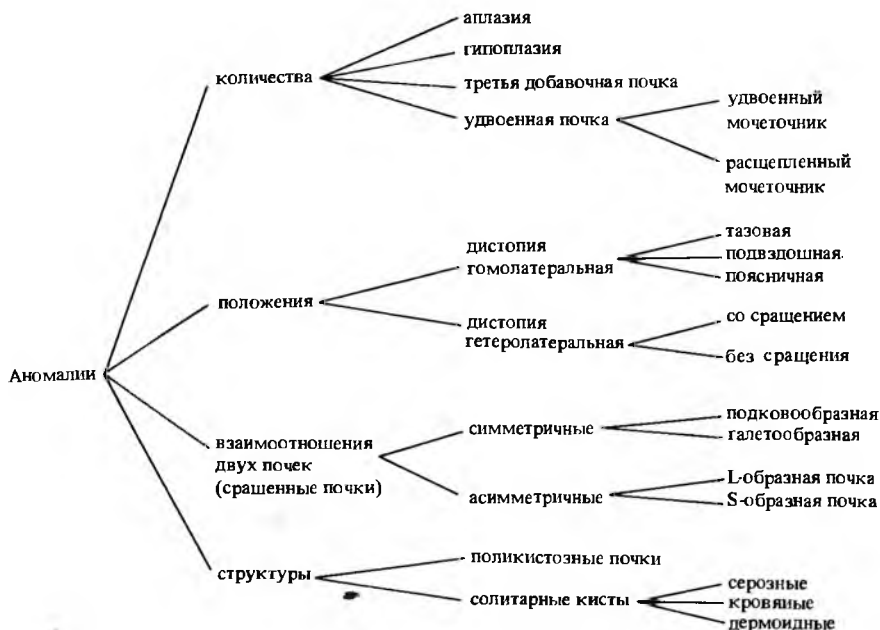 аплазия
гипоплазия
количества
третья добавочная почка
удвоенная почка
удвоенный
мочеточник
расщепленный
мочеточник
дистопия
гомолатеральная
тазовая
подвздошная
поясничная
положения
дистопия
гетеролатеральная
со сращением
без сращения
Аномалии
взаимоотношения
двух почек
(срашенные почки)
симметричные
подковообразная
галетообразная
асимметричные
L-образная почка
S-образная почка
структуры
поликистозные почки
солитарные кисты
серозные
кровяные
дермоидные